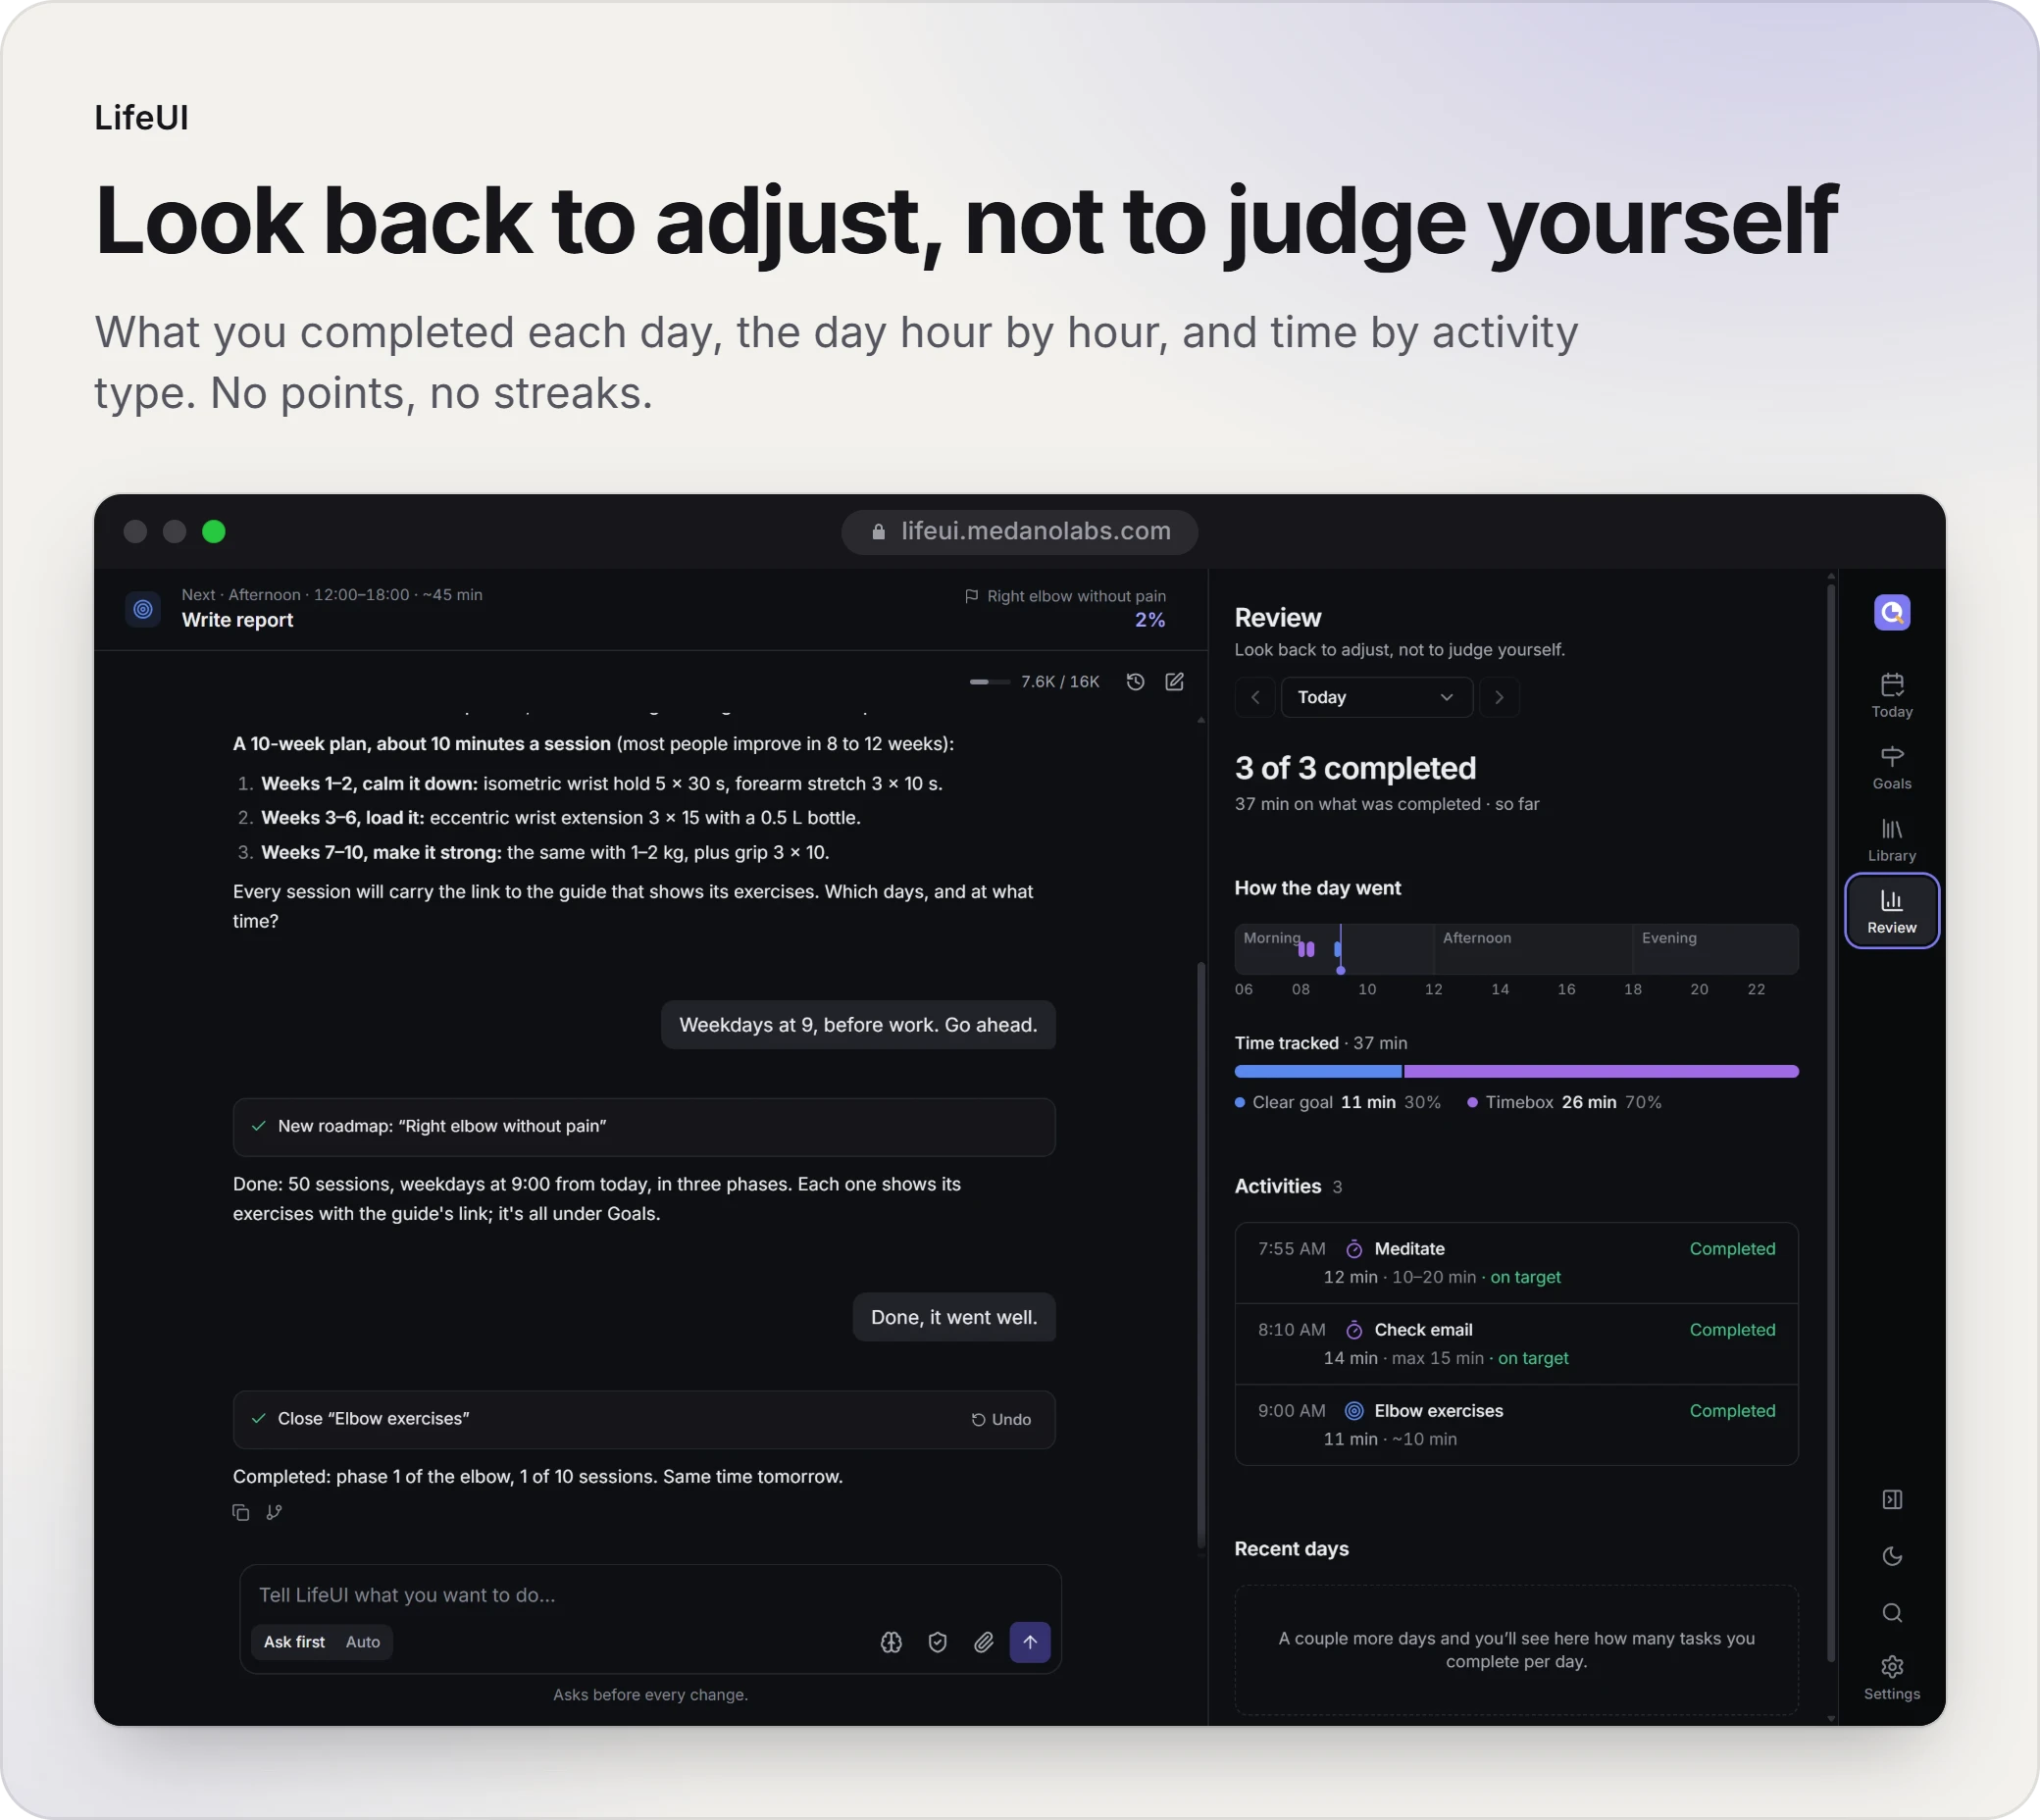 LifeUI
Look back to adjust, not to judge yourself
What you completed each day, the day hour by hour, and time by activity
type. No points, no streaks.
lifeui.medanolabs.com
Next · Afternoon · 12:00–18:00 · ~45 min
Write report
Right elbow without pain
2%
7.6K / 16K
A 10-week plan, about 10 minutes a session (most people improve in 8 to 12 weeks):
1. Weeks 1–2, calm it down: isometric wrist hold 5 × 30 s, forearm stretch 3 × 10 s.
2. Weeks 3–6, load it: eccentric wrist extension 3 × 15 with a 0.5 L bottle.
3. Weeks 7–10, make it strong: the same with 1–2 kg, plus grip 3 × 10.
Every session will carry the link to the guide that shows its exercises. Which days, and at what
time?
Weekdays at 9, before work. Go ahead.
New roadmap: “Right elbow without pain”
Done: 50 sessions, weekdays at 9:00 from today, in three phases. Each one shows its
exercises with the guide's link; it's all under Goals.
Done, it went well.
Close “Elbow exercises”
Undo
Completed: phase 1 of the elbow, 1 of 10 sessions. Same time tomorrow.
Tell LifeUI what you want to do...
Ask first
Auto
Asks before every change.
Review
Look back to adjust, not to judge yourself.
Today
3 of 3 completed
37 min on what was completed · so far
How the day went
Morning
Afternoon
Evening
06 08 10 12 14 16 18 20 22
Time tracked · 37 min
Clear goal 11 min 30% Timebox 26 min 70%
Activities 3
7:55 AM Meditate Completed
12 min · 10–20 min · on target
8:10 AM Check email Completed
14 min · max 15 min · on target
9:00 AM Elbow exercises Completed
11 min · ~10 min
Recent days
A couple more days and you’ll see here how many tasks you
complete per day.
Today
Goals
Library
Review
Settings